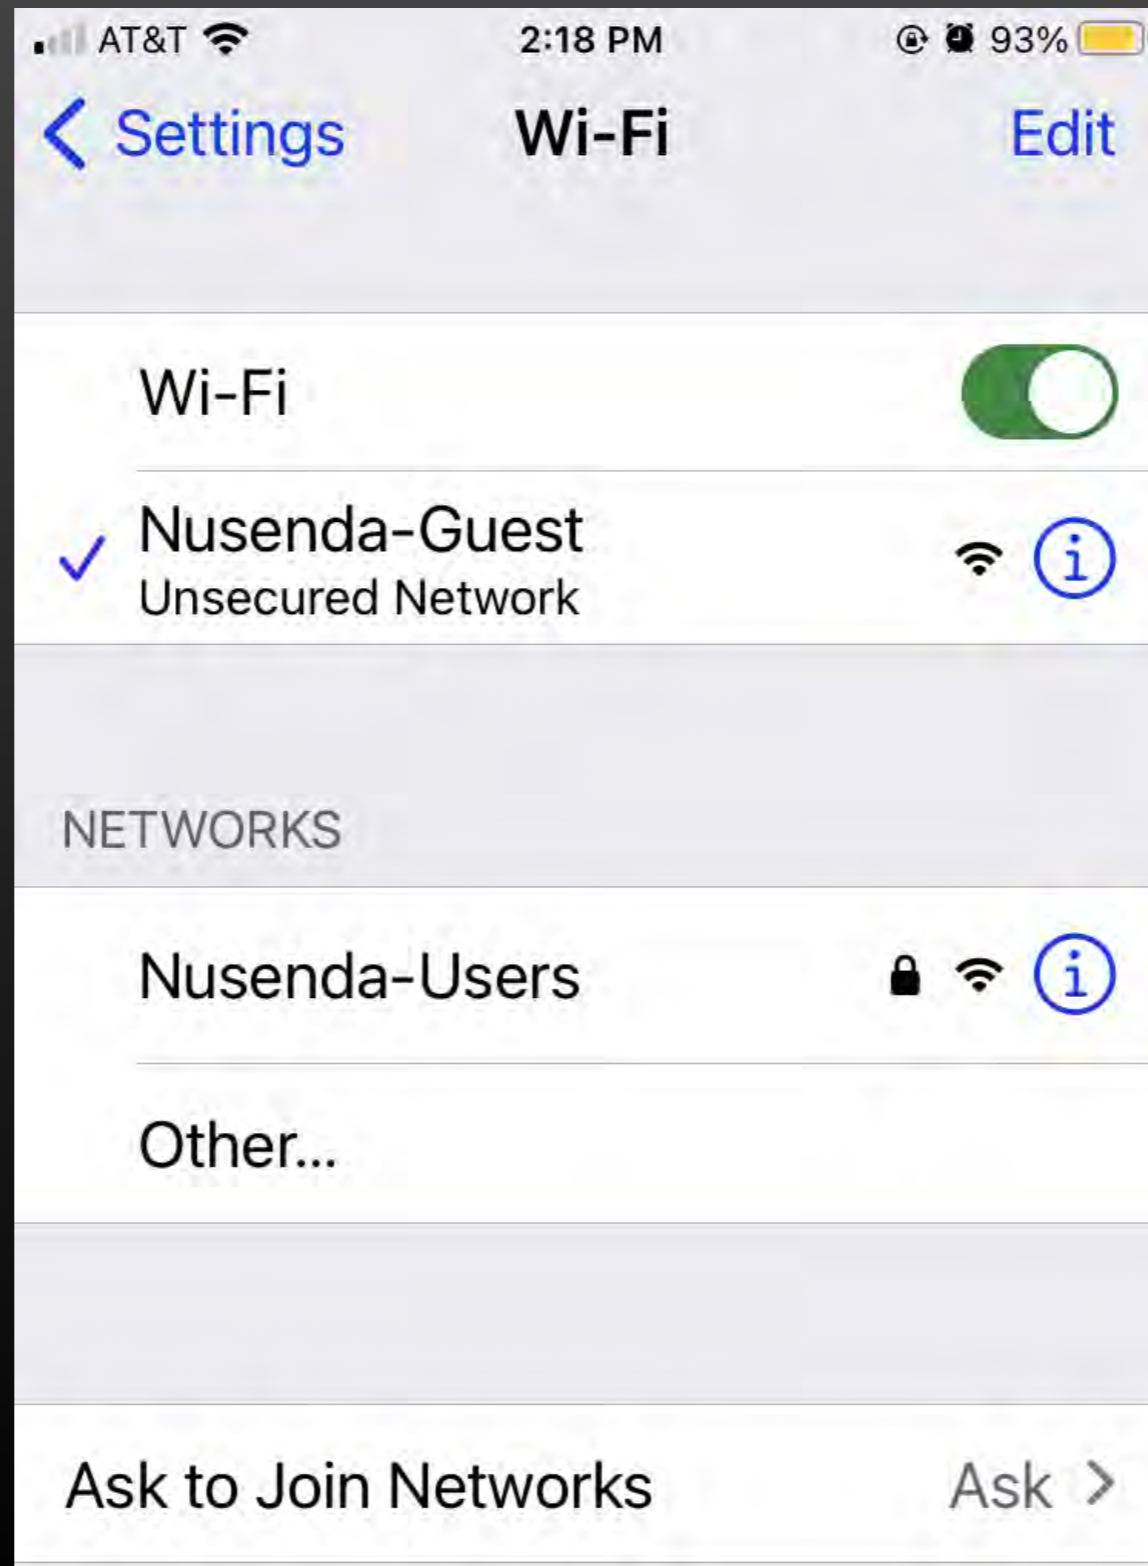 AT&T 2:18 PM 93%
Settings Wi-Fi Edit
Wi-Fi
Nusenda-Guest
Unsecured Network
NETWORKS
Nusenda-Users
Other...
Ask to Join Networks Ask